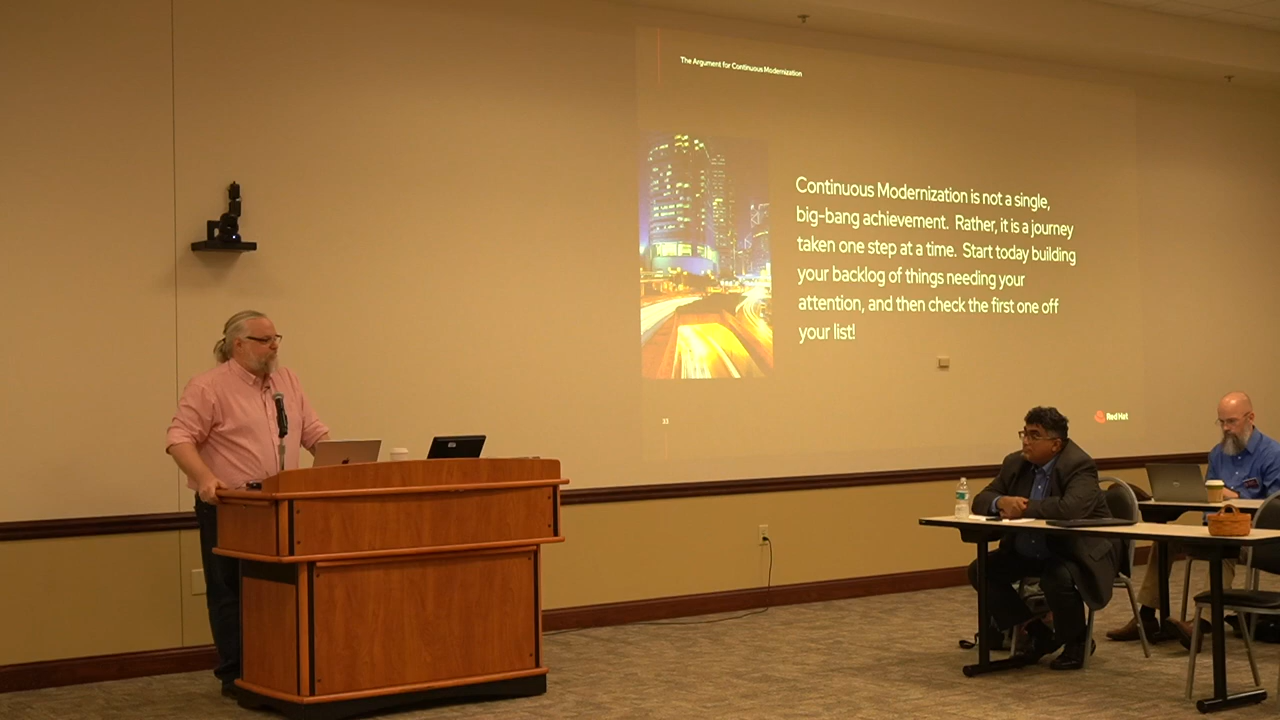 The Argument for Continuous Modernization
Continuous Modernization is not a single,
big-bang achievement. Rather, it is a journey
taken one step at a time. Start today building
your backlog of things needing your
attention, and then check the first one off
your list!
33
Red Hat